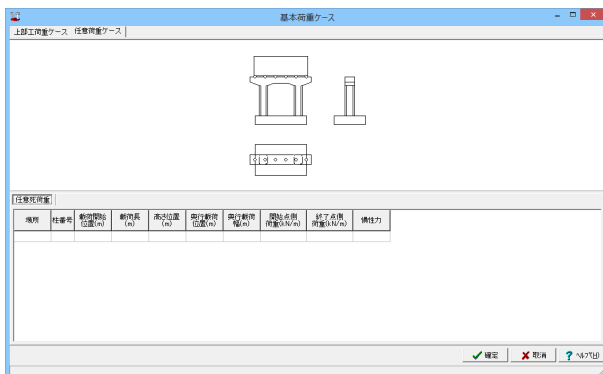 基本荷重ケース
上部工荷重ケース 任意荷重ケース
任意死荷重
場所 柱番号 載荷開始位置(m) 載荷長(m) 高さ位置(m) 奥行載荷位置(m) 奥行載荷幅(m) 開始点側荷重(kN/m) 終了点側荷重(kN/m) 慣性力
確定 取消 ? ヘルプ(H)